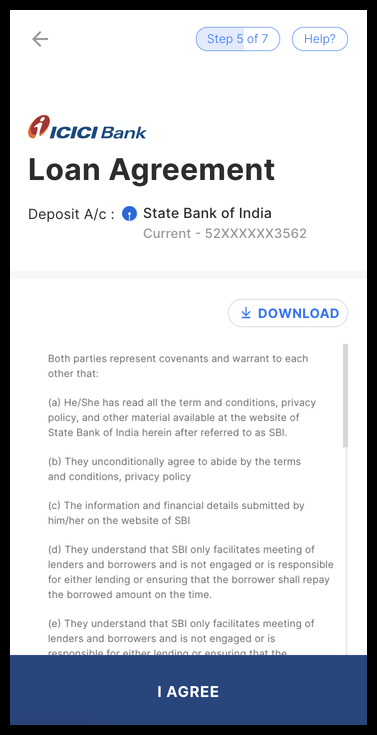 Step 5 of 7
Help?
ICICI Bank
Loan Agreement
Deposit A/c :
State Bank of India
Current - 52XXXXXX3562
DOWNLOAD
Both parties represent covenants and warrant to each
other that:
(a) He/She has read all the term and conditions, privacy
policy, and other material available at the website of
State Bank of India herein after referred to as SBI.
(b) They unconditionally agree to abide by the terms
and conditions, privacy policy
(c) The information and financial details submitted by
him/her on the website of SBI
(d) They understand that SBI only facilitates meeting of
lenders and borrowers and is not engaged or is responsible
for either lending or ensuring that the borrower shall repay
the borrowed amount on the time.
(e) They understand that SBI only facilitates meeting of
lenders and borrowers and is not engaged or is
responsible for either lending or ensuring that the
I AGREE